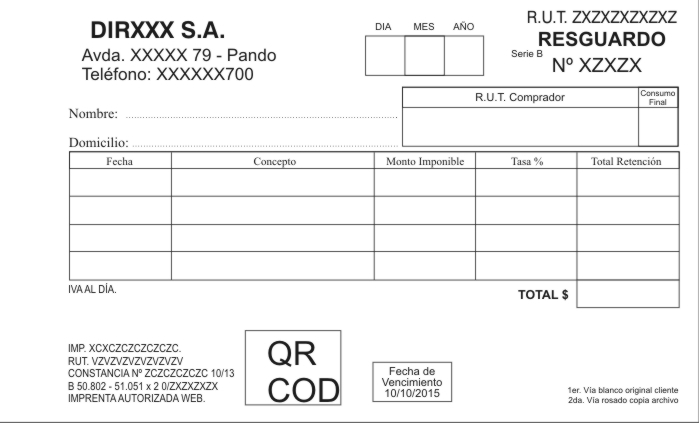 DIRXXX S.A.
Avda. XXXXX 79 - Pando
Teléfono: XXXXXX700
DIA MES AÑO
R.U.T. ZXZXZXZXZXZ
RESGUARDO
Serie B Nº XZXZX
Nombre:
Domicilio:
R.U.T. Comprador
Consumo
Final
Fecha Concepto Monto Imponible Tasa % Total Retención
IVA AL DÍA.
TOTAL $
IMP. XCXCZCZCZCZCZC.
RUT. VZVZVZVZVZVZVZV
CONSTANCIA Nº ZCZCZCZCZC 10/13
B 50.802 - 51.051 x 2 0/ZXZXZXZX
IMPRENTA AUTORIZADA WEB.
QR
COD
Fecha de
Vencimiento
10/10/2015
1er. Vía blanco original cliente
2da. Vía rosado copia archivo